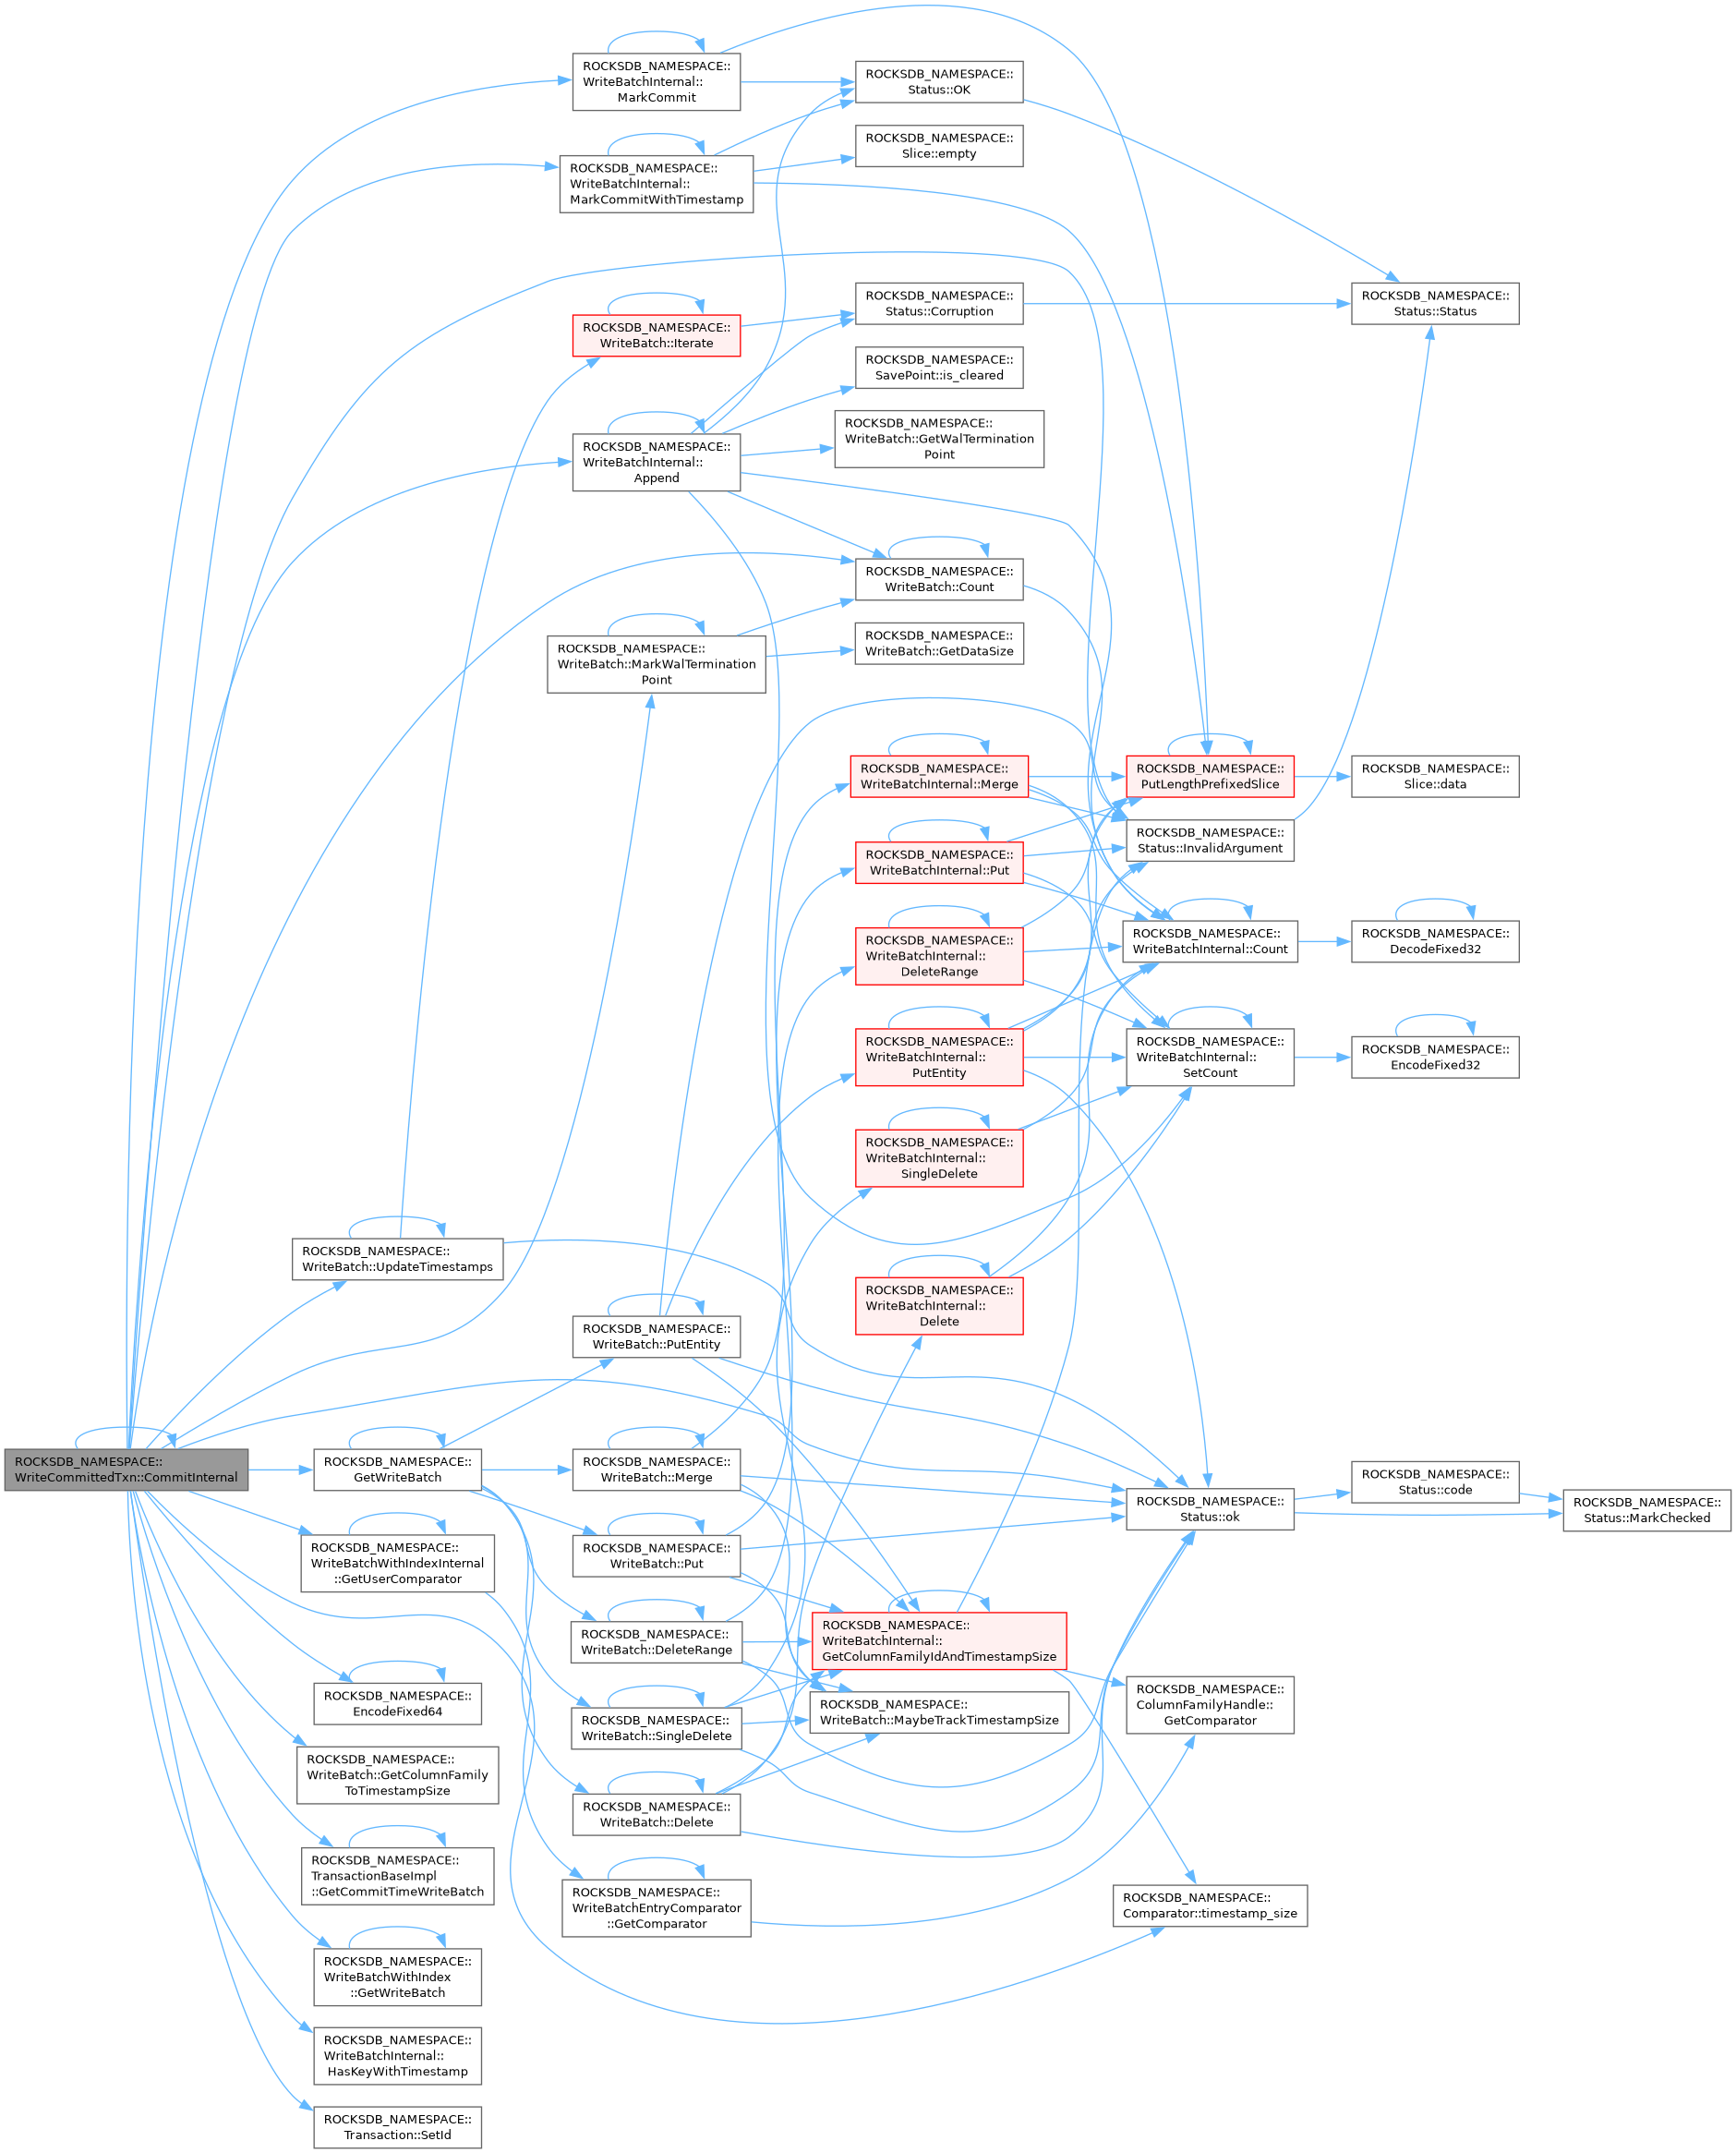 ROCKSDB_NAMESPACE::
WriteCommittedTxn::CommitInternal
ROCKSDB_NAMESPACE::
WriteBatchInternal::
MarkCommit
ROCKSDB_NAMESPACE::
WriteBatchInternal::
MarkCommitWithTimestamp
ROCKSDB_NAMESPACE::
WriteBatch::Iterate
ROCKSDB_NAMESPACE::
WriteBatchInternal::
Append
ROCKSDB_NAMESPACE::
WriteBatch::MarkWalTermination
Point
ROCKSDB_NAMESPACE::
WriteBatch::UpdateTimestamps
ROCKSDB_NAMESPACE::
GetWriteBatch
ROCKSDB_NAMESPACE::
WriteBatchWithIndexInternal
::GetUserComparator
ROCKSDB_NAMESPACE::
EncodeFixed64
ROCKSDB_NAMESPACE::
WriteBatch::GetColumnFamily
ToTimestampSize
ROCKSDB_NAMESPACE::
TransactionBaseImpl
::GetCommitTimeWriteBatch
ROCKSDB_NAMESPACE::
WriteBatchWithIndex
::GetWriteBatch
ROCKSDB_NAMESPACE::
WriteBatchInternal::
HasKeyWithTimestamp
ROCKSDB_NAMESPACE::
Transaction::SetId
ROCKSDB_NAMESPACE::
WriteBatch::PutEntity
ROCKSDB_NAMESPACE::
WriteBatch::Merge
ROCKSDB_NAMESPACE::
WriteBatch::Put
ROCKSDB_NAMESPACE::
WriteBatch::DeleteRange
ROCKSDB_NAMESPACE::
WriteBatch::SingleDelete
ROCKSDB_NAMESPACE::
WriteBatch::Delete
ROCKSDB_NAMESPACE::
WriteBatchEntryComparator
::GetComparator
ROCKSDB_NAMESPACE::
Status::OK
ROCKSDB_NAMESPACE::
Slice::empty
ROCKSDB_NAMESPACE::
Status::Corruption
ROCKSDB_NAMESPACE::
SavePoint::is_cleared
ROCKSDB_NAMESPACE::
WriteBatch::GetWalTermination
Point
ROCKSDB_NAMESPACE::
WriteBatch::Count
ROCKSDB_NAMESPACE::
WriteBatch::GetDataSize
ROCKSDB_NAMESPACE::
WriteBatchInternal::Merge
ROCKSDB_NAMESPACE::
WriteBatchInternal::Put
ROCKSDB_NAMESPACE::
WriteBatchInternal::
DeleteRange
ROCKSDB_NAMESPACE::
WriteBatchInternal::
PutEntity
ROCKSDB_NAMESPACE::
WriteBatchInternal::
SingleDelete
ROCKSDB_NAMESPACE::
WriteBatchInternal::
Delete
ROCKSDB_NAMESPACE::
WriteBatchInternal::
GetColumnFamilyIdAndTimestampSize
ROCKSDB_NAMESPACE::
WriteBatch::MaybeTrackTimestampSize
ROCKSDB_NAMESPACE::
PutLengthPrefixedSlice
ROCKSDB_NAMESPACE::
Status::InvalidArgument
ROCKSDB_NAMESPACE::
WriteBatchInternal::Count
ROCKSDB_NAMESPACE::
WriteBatchInternal::
SetCount
ROCKSDB_NAMESPACE::
Status::ok
ROCKSDB_NAMESPACE::
ColumnFamilyHandle::
GetComparator
ROCKSDB_NAMESPACE::
Comparator::timestamp_size
ROCKSDB_NAMESPACE::
Status::Status
ROCKSDB_NAMESPACE::
Slice::data
ROCKSDB_NAMESPACE::
DecodeFixed32
ROCKSDB_NAMESPACE::
EncodeFixed32
ROCKSDB_NAMESPACE::
Status::code
ROCKSDB_NAMESPACE::
Status::MarkChecked